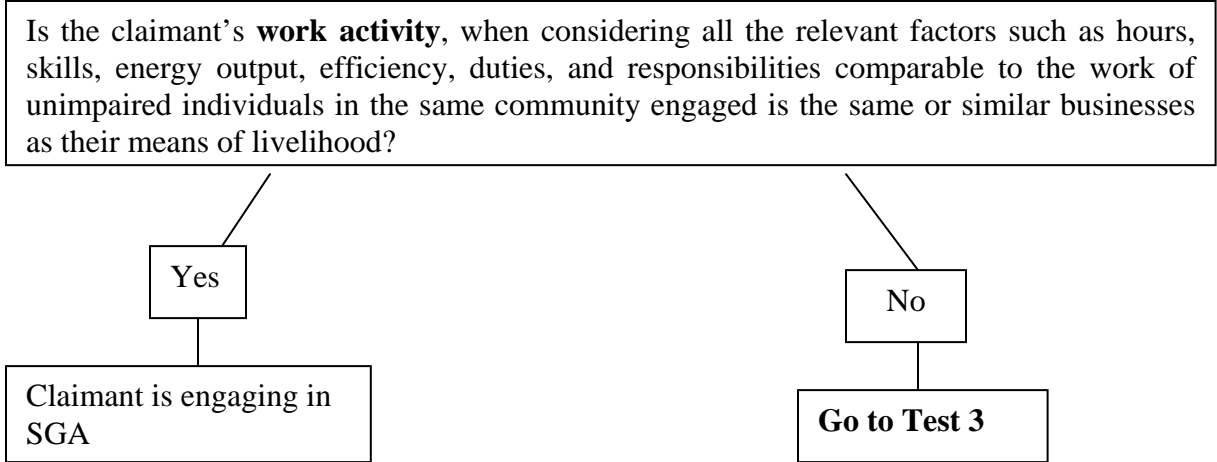 Is the claimant’s work activity, when considering all the relevant factors such as hours,
skills, energy output, efficiency, duties, and responsibilities comparable to the work of
unimpaired individuals in the same community engaged is the same or similar businesses
as their means of livelihood?
Yes
No
Claimant is engaging in
SGA
Go to Test 3